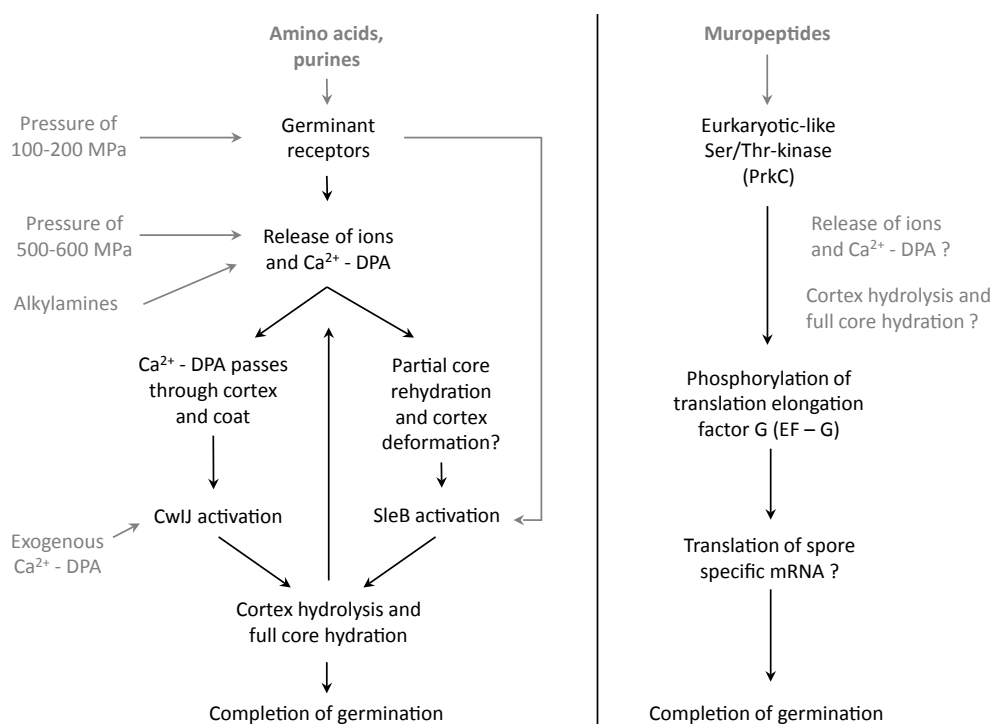 Amino acids,
purines
Pressure of
100-200 MPa
Germinant
receptors
Pressure of
500-600 MPa
Release of ions
and Ca²⁺ - DPA
Alkylamines
Ca²⁺ - DPA passes
through cortex
and coat
Partial core
rehydration
and cortex
deformation?
CwlJ activation
SleB activation
Exogenous
Ca²⁺ - DPA
Cortex hydrolysis and
full core hydration
Completion of germination
Muropeptides
Eurkaryotic-like
Ser/Thr-kinase
(PrkC)
Release of ions
and Ca²⁺ - DPA ?
Cortex hydrolysis and
full core hydration ?
Phosphorylation of
translation elongation
factor G (EF – G)
Translation of spore
specific mRNA ?
Completion of germination